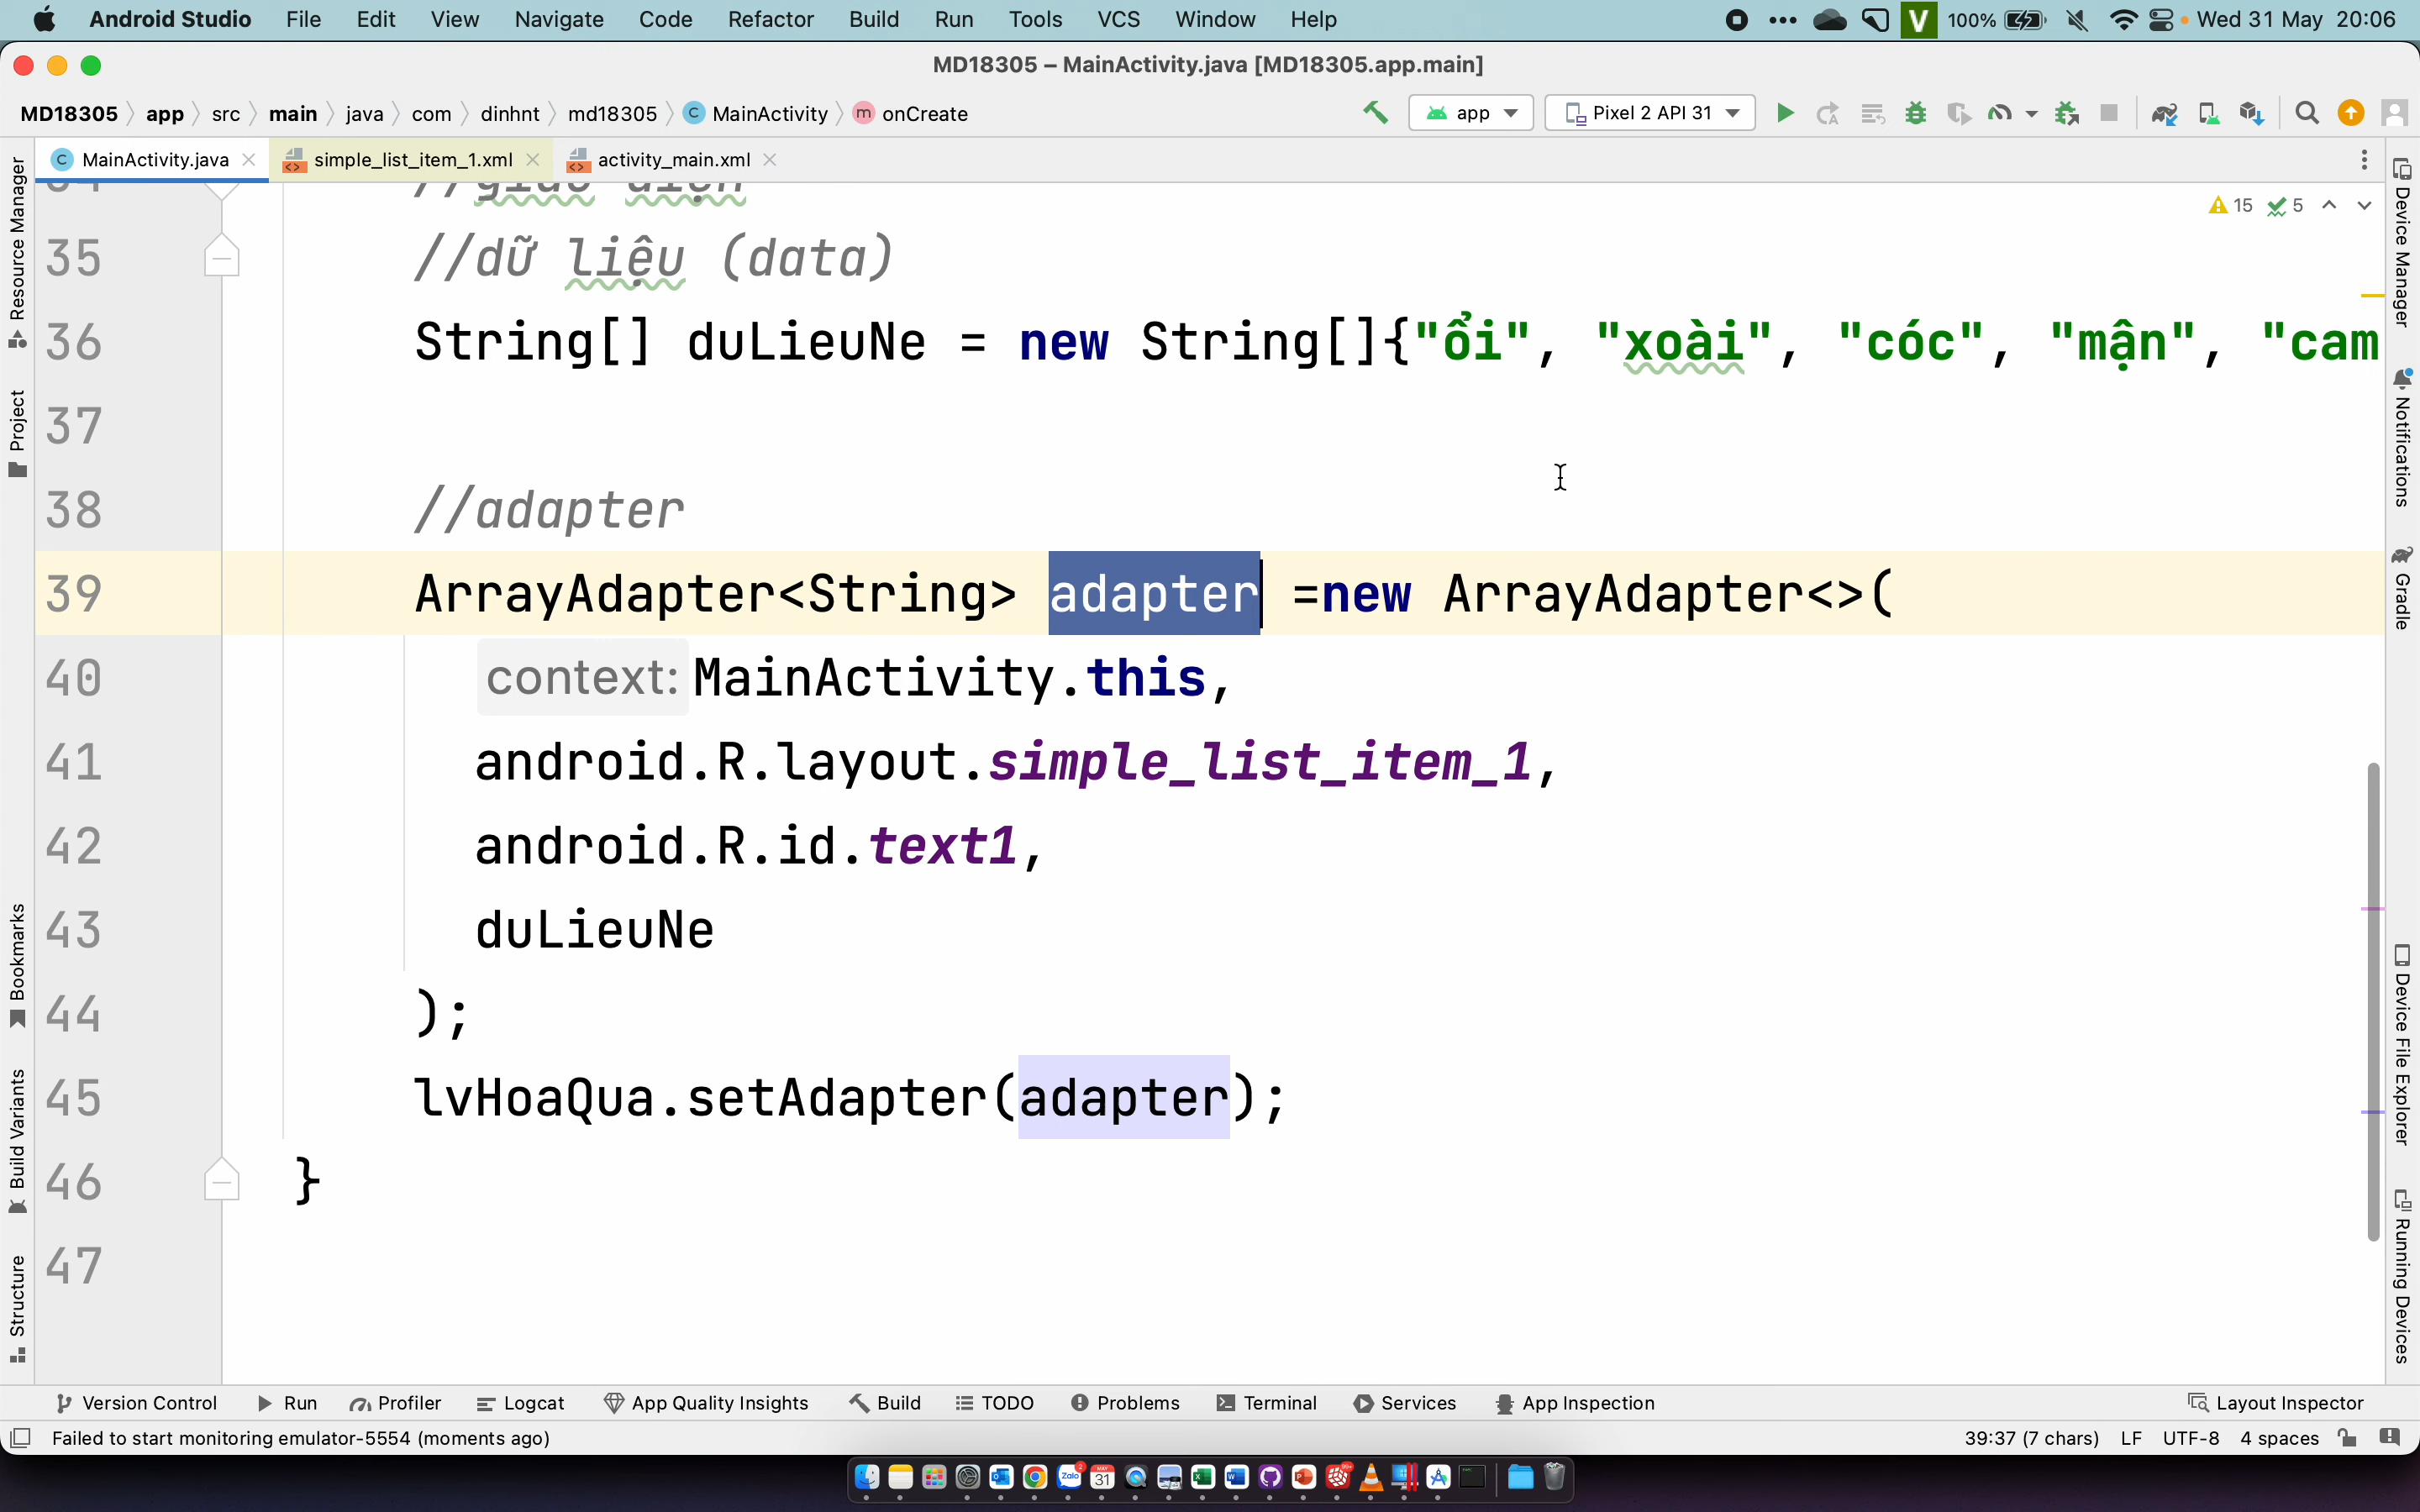 Android Studio File Edit View Navigate Code Refactor Build Run Tools VCS Window Help V 100% Wed 31 May 20:06
MD18305 – MainActivity.java [MD18305.app.main]
MD18305 app src main java com dinhnt md18305 C MainActivity m onCreate app Pixel 2 API 31
C MainActivity.java simple_list_item_1.xml activity_main.xml
15 5
//giao diện
35 //dữ liệu (data)
36 String[] duLieuNe = new String[]{"ổi", "xoài", "cóc", "mận", "cam
37
38 //adapter
39 ArrayAdapter<String> adapter =new ArrayAdapter<>(
40 context: MainActivity.this,
41 android.R.layout.simple_list_item_1,
42 android.R.id.text1,
43 duLieuNe
44 );
45 lvHoaQua.setAdapter(adapter);
46 }
47
Resource Manager
Project
Bookmarks
Build Variants
Structure
Device Manager
Notifications
Gradle
Device File Explorer
Running Devices
Version Control Run Profiler Logcat App Quality Insights Build TODO Problems Terminal Services App Inspection Layout Inspector
Failed to start monitoring emulator-5554 (moments ago) 39:37 (7 chars) LF UTF-8 4 spaces
Zalo 2 31